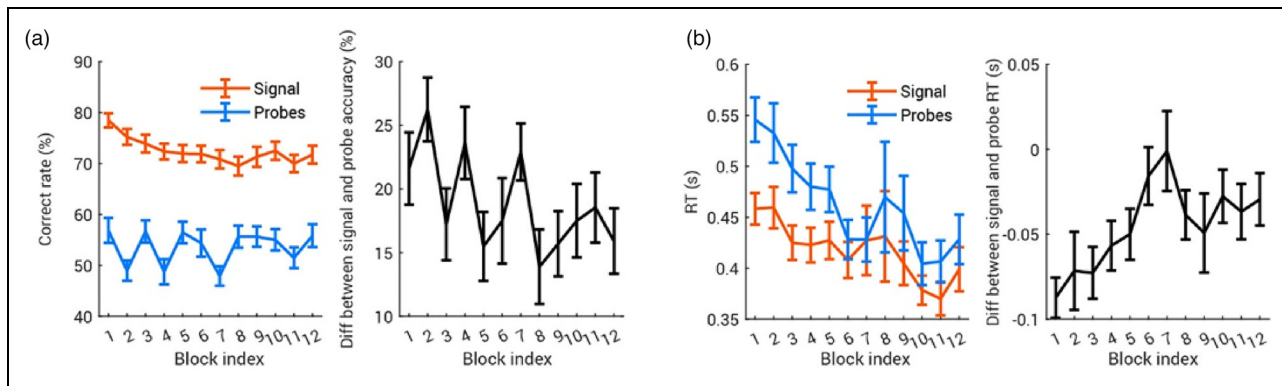 (a)
90
80
70
60
50
40
Correct rate (%)
Signal
Probes
1 2 3 4 5 6 7 8 9 10 11 12
Block index
30
25
20
15
10
Diff between signal and probe accuracy (%)
1 2 3 4 5 6 7 8 9 10 11 12
Block index
(b)
0.6
0.55
0.5
0.45
0.4
0.35
RT (s)
Signal
Probes
1 2 3 4 5 6 7 8 9 10 11 12
Block index
0.05
0
-0.05
-0.1
Diff between signal and probe RT (s)
1 2 3 4 5 6 7 8 9 10 11 12
Block index